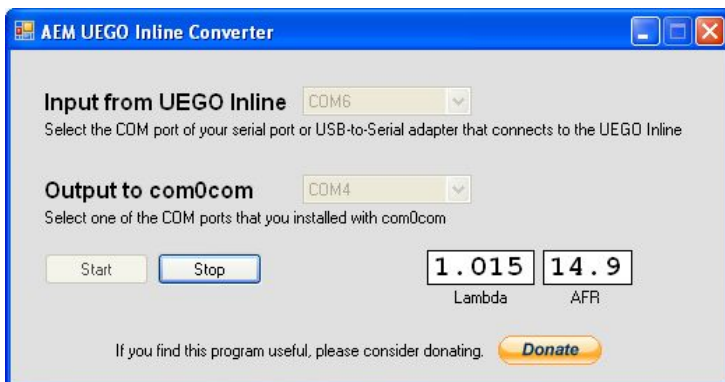 AEM UEGO Inline Converter
Input from UEGO Inline COM6
Select the COM port of your serial port or USB-to-Serial adapter that connects to the UEGO Inline
Output to com0com COM4
Select one of the COM ports that you installed with com0com
Start Stop 1.015 14.9
Lambda AFR
If you find this program useful, please consider donating. Donate